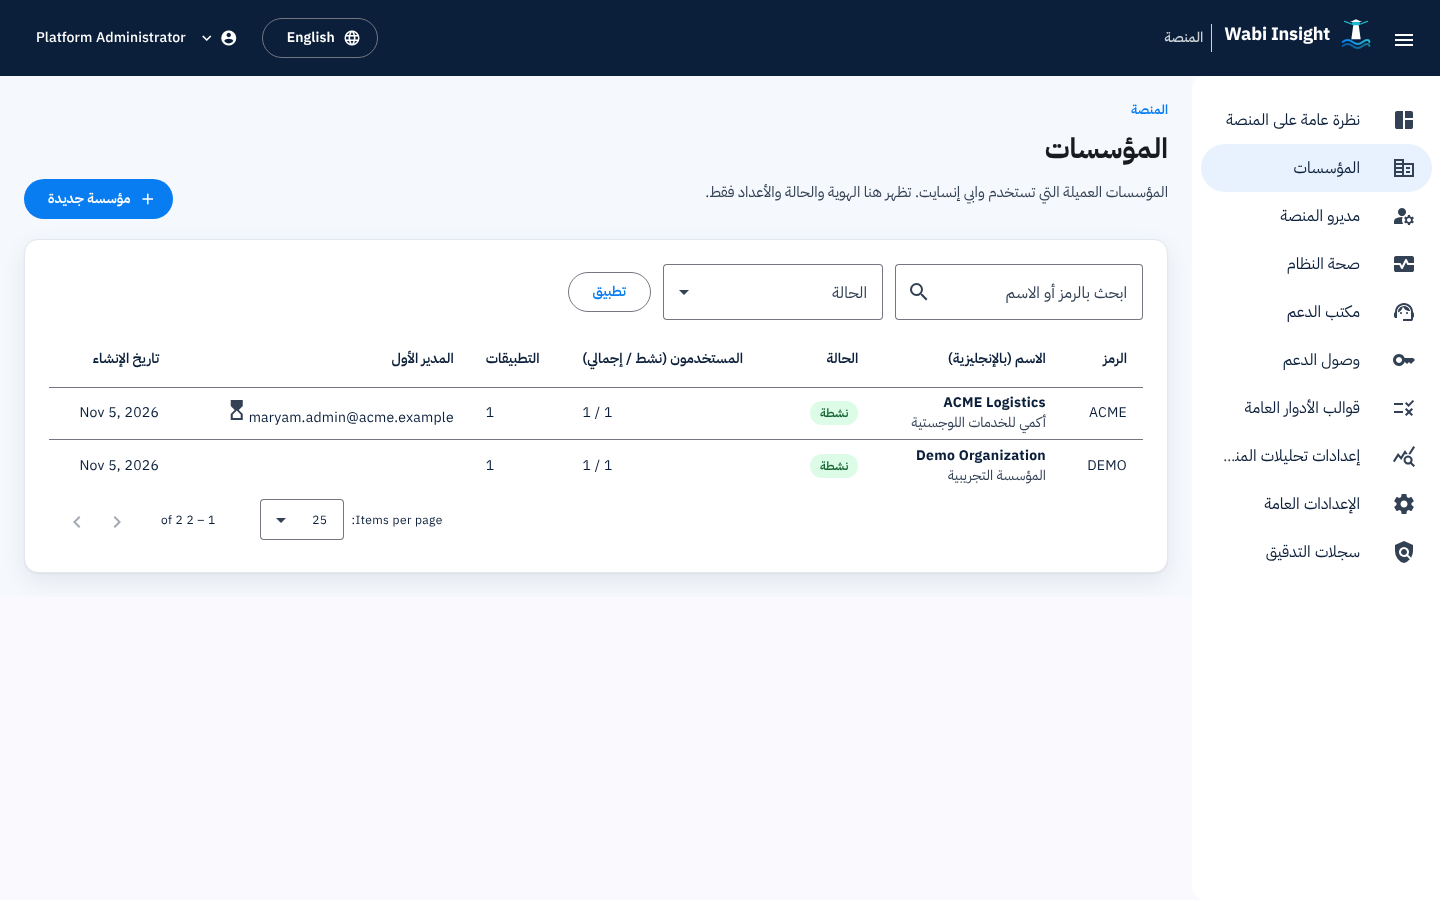 Wabi Insight
المنصة
English
Platform Administrator
نظرة عامة على المنصة
المؤسسات
مديرو المنصة
صحة النظام
مكتب الدعم
وصول الدعم
قوالب الأدوار العامة
إعدادات تحليلات المنـ...
الإعدادات العامة
سجلات التدقيق
المنصة
المؤسسات
المؤسسات العميلة التي تستخدم وابي إنسايت. تظهر هنا الهوية والحالة والأعداد فقط.
مؤسسة جديدة
ابحث بالرمز أو الاسم
الحالة
تطبيق
الرمز الاسم (بالإنجليزية) الحالة المستخدمون (نشط / إجمالي) التطبيقات المدير الأول تاريخ الإنشاء
ACME ACME Logistics نشطة 1 / 1 1 maryam.admin@acme.example Nov 5, 2026
أكمي للخدمات اللوجستية
DEMO Demo Organization نشطة 1 / 1 1 Nov 5, 2026
المؤسسة التجريبية
Items per page: 25 1 – 2 of 2